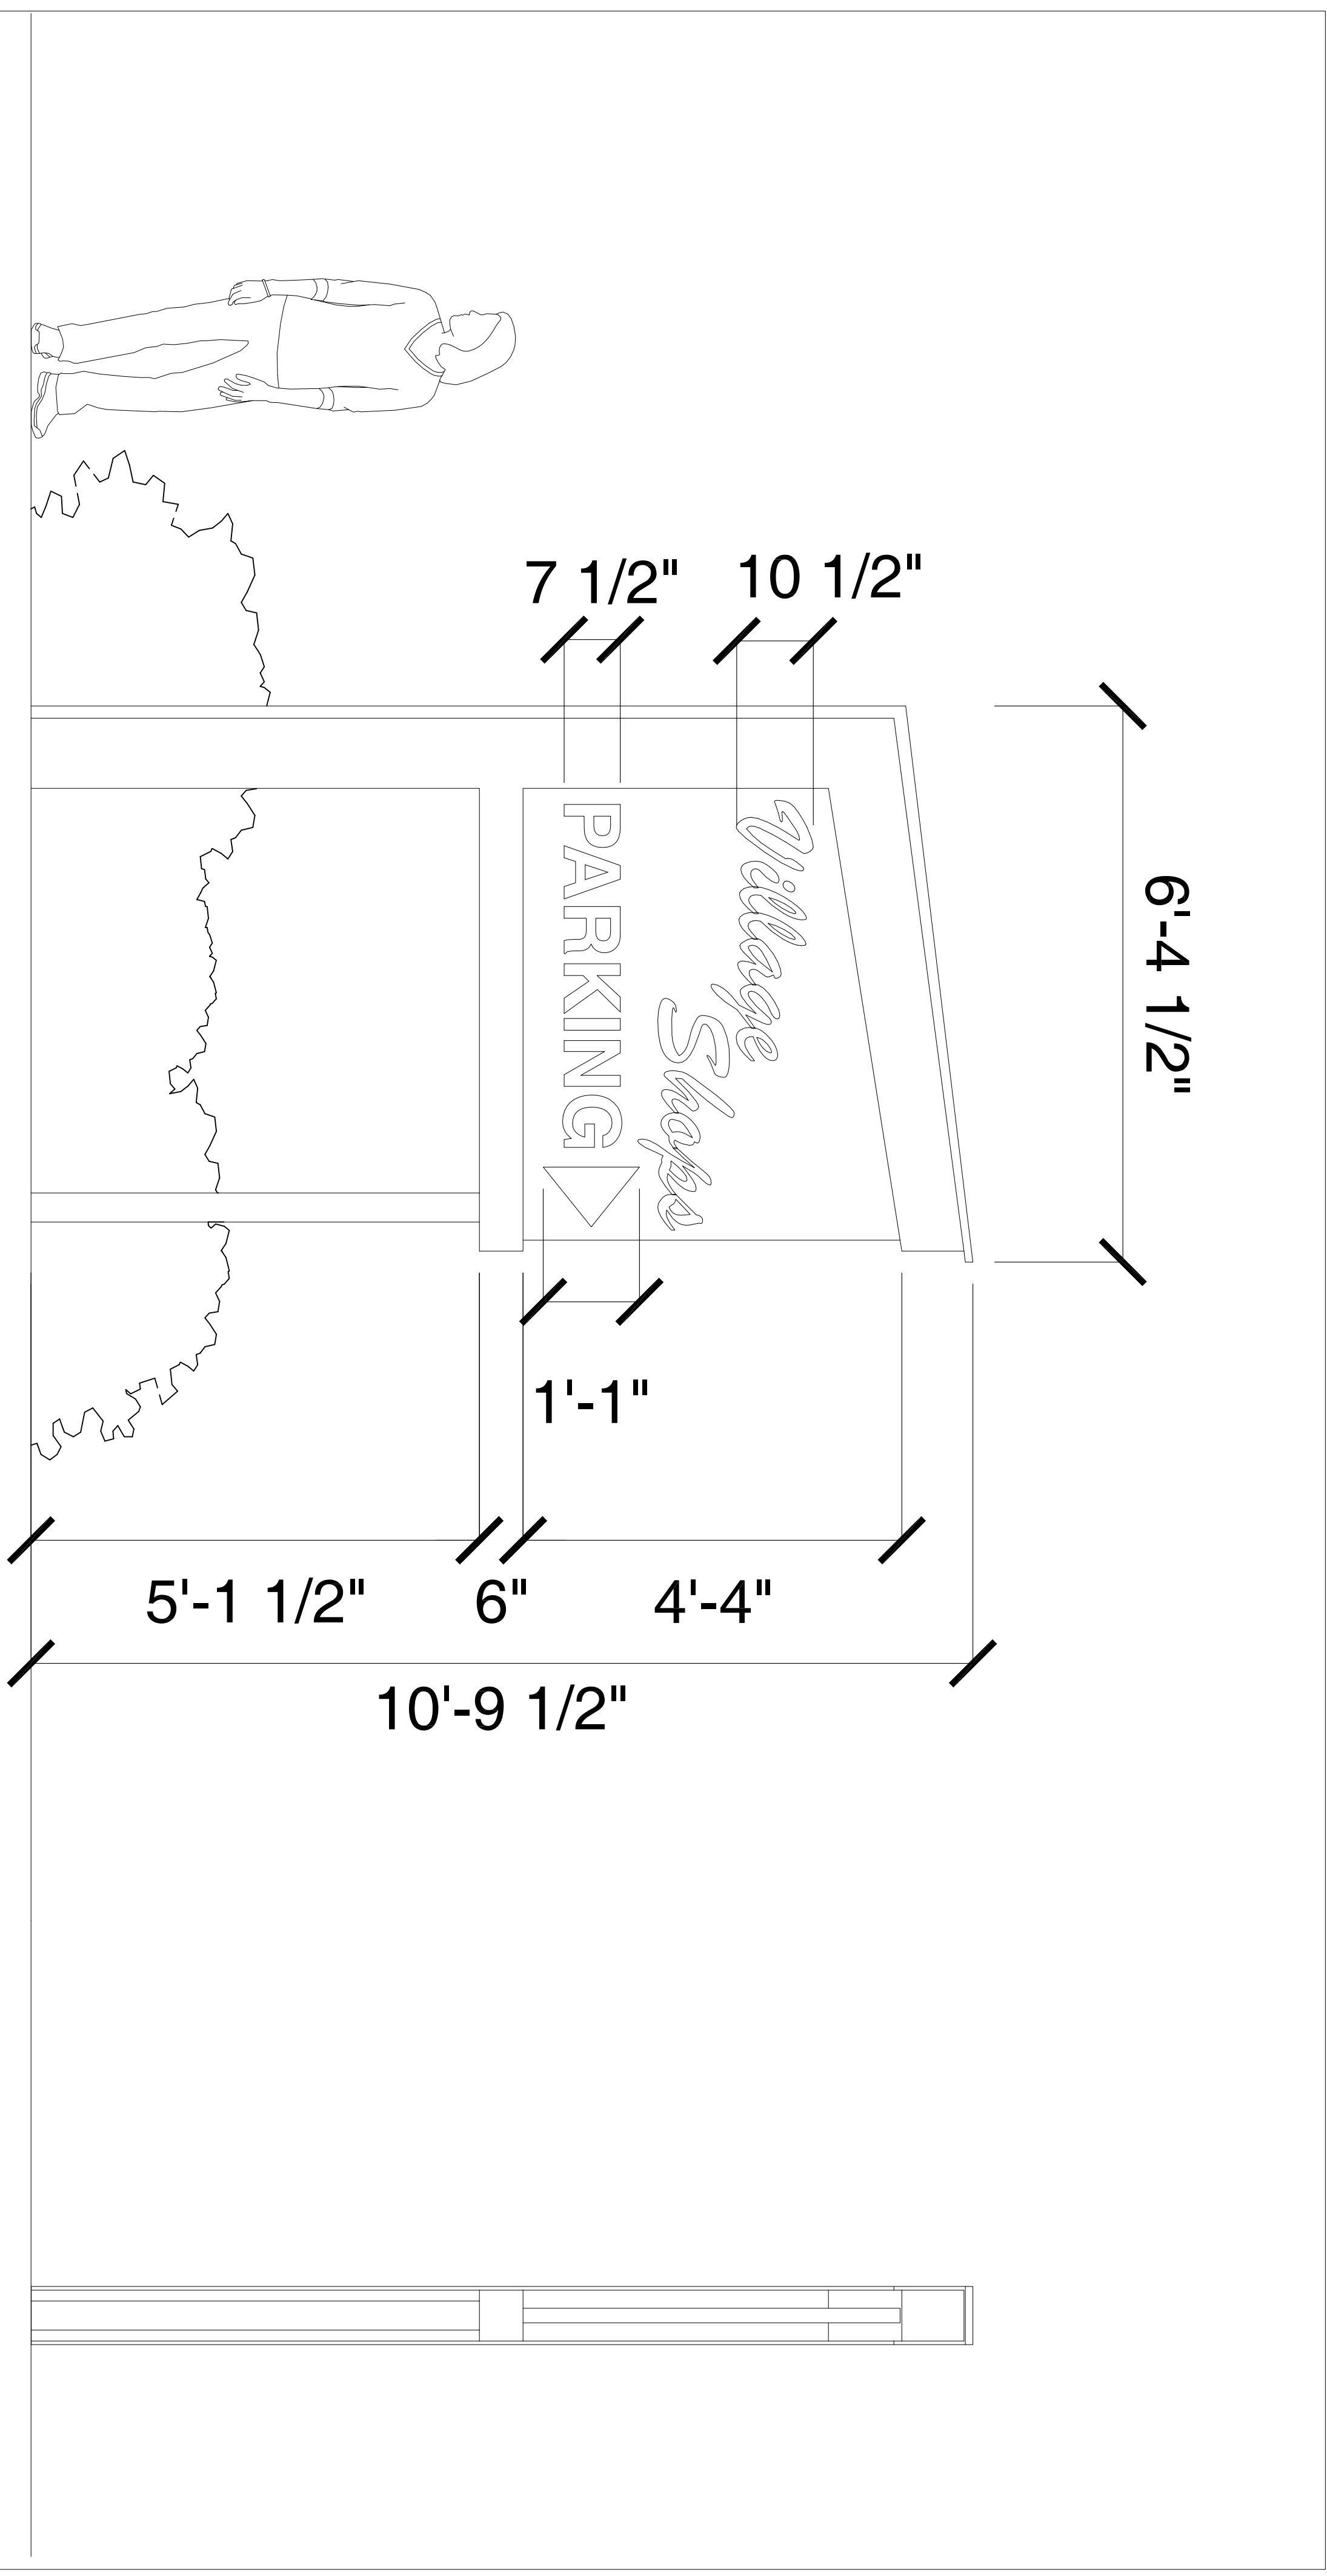 7 1/2"
10 1/2"
6'-4 1/2"
Village
Shops
PARKING
1'-1"
5'-1 1/2"
6"
4'-4"
10'-9 1/2"